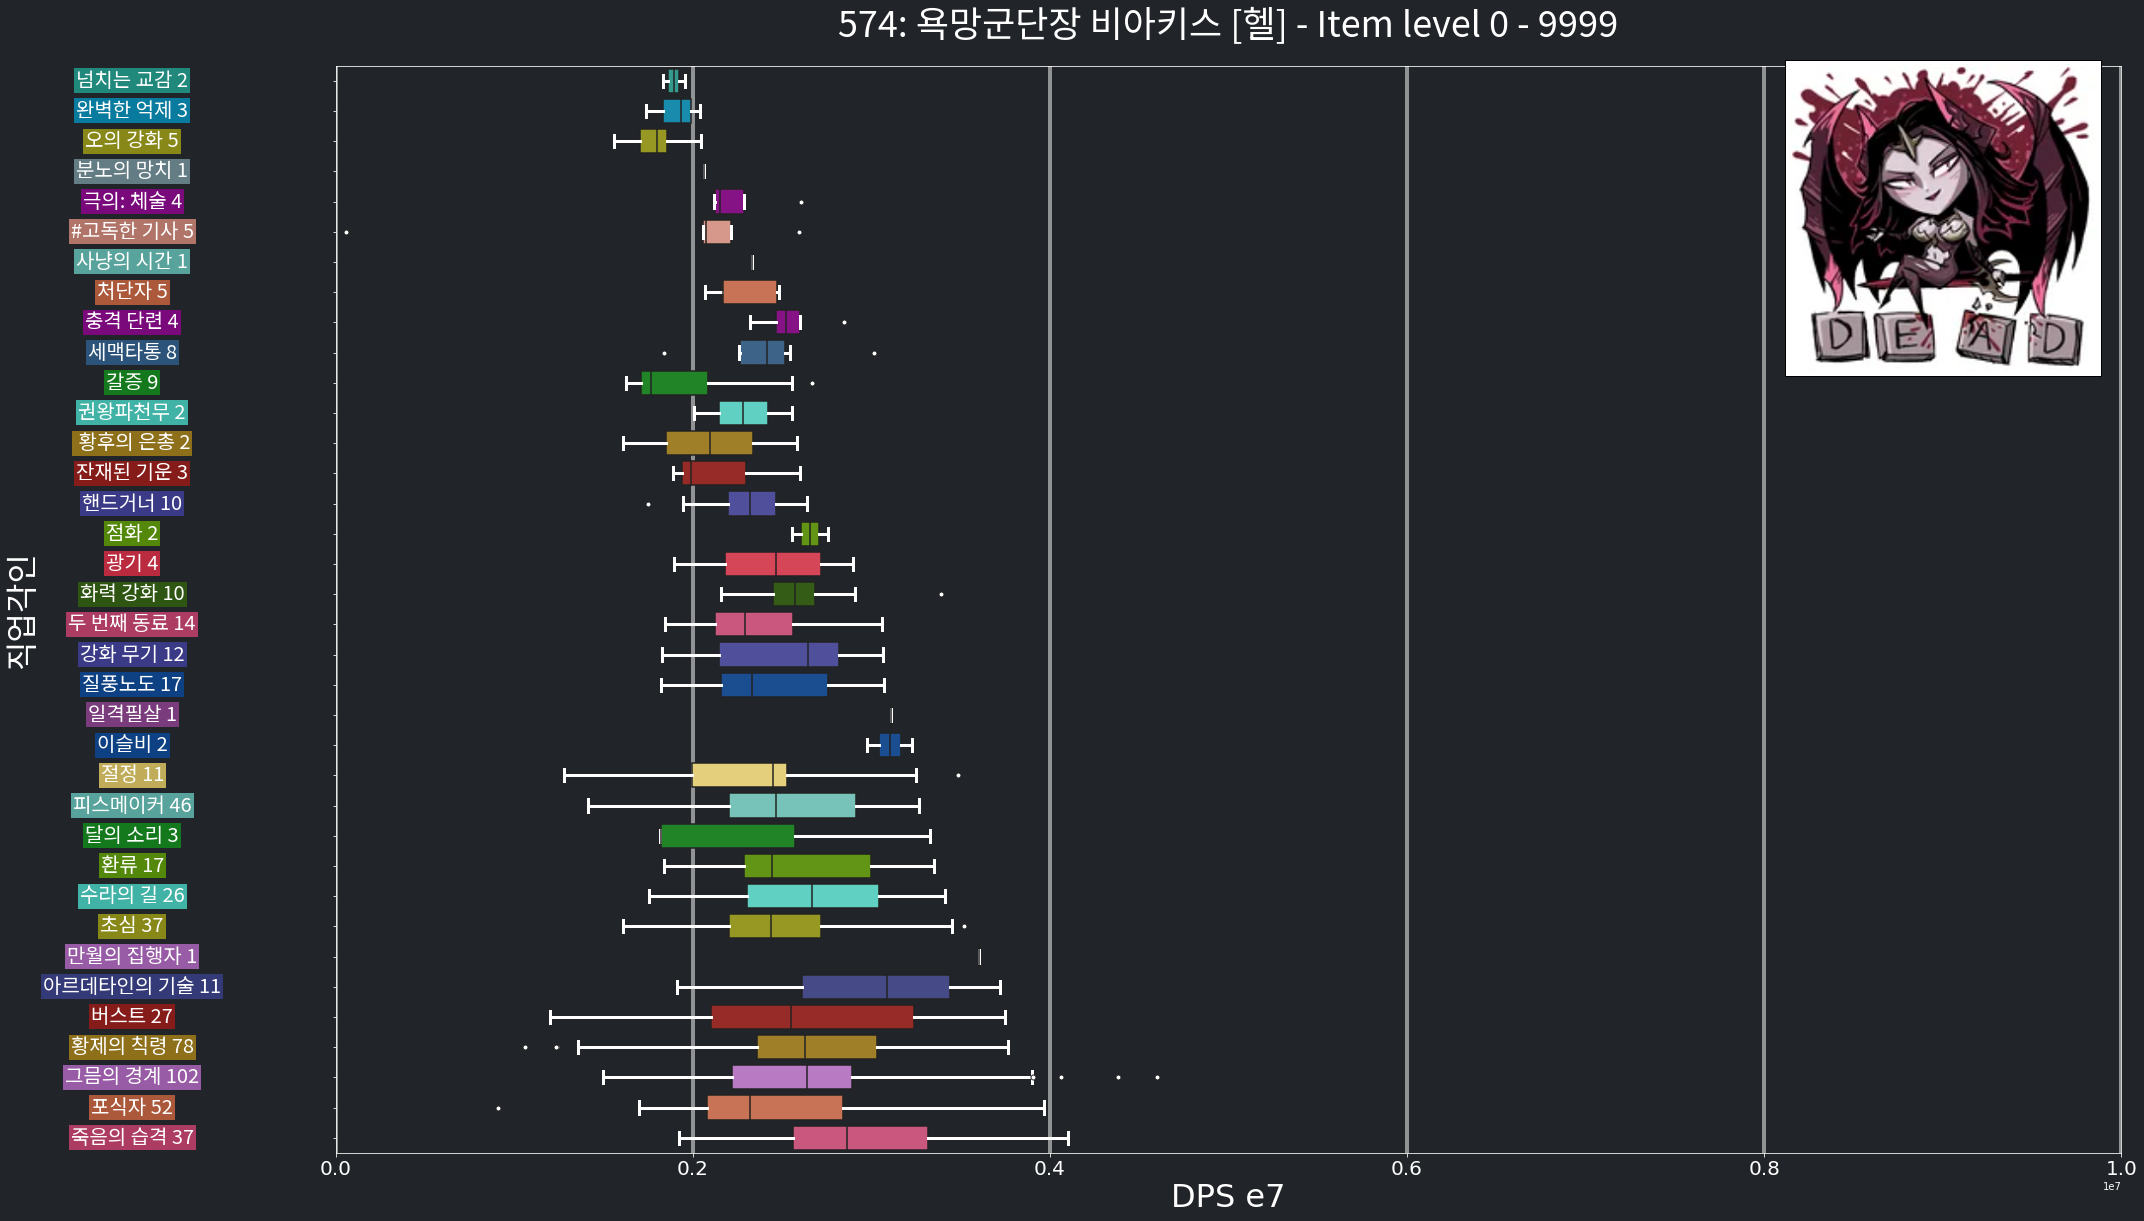 574: 욕망군단장 비아키스 [헬] - Item level 0 - 9999
넘치는 교감 2
완벽한 억제 3
오의 강화 5
분노의 망치 1
극의: 체술 4
#고독한 기사 5
사냥의 시간 1
처단자 5
충격 단련 4
세맥타통 8
갈증 9
권왕파천무 2
황후의 은총 2
잔재된 기운 3
핸드거너 10
점화 2
광기 4
화력 강화 10
두 번째 동료 14
강화 무기 12
질풍노도 17
일격필살 1
이슬비 2
절정 11
피스메이커 46
달의 소리 3
환류 17
수라의 길 26
초심 37
만월의 집행자 1
아르데타인의 기술 11
버스트 27
황제의 칙령 78
그믐의 경계 102
포식자 52
죽음의 습격 37
직업각인
0.0 0.2 0.4 0.6 0.8 1.0
1e7
DPS e7
D E A D